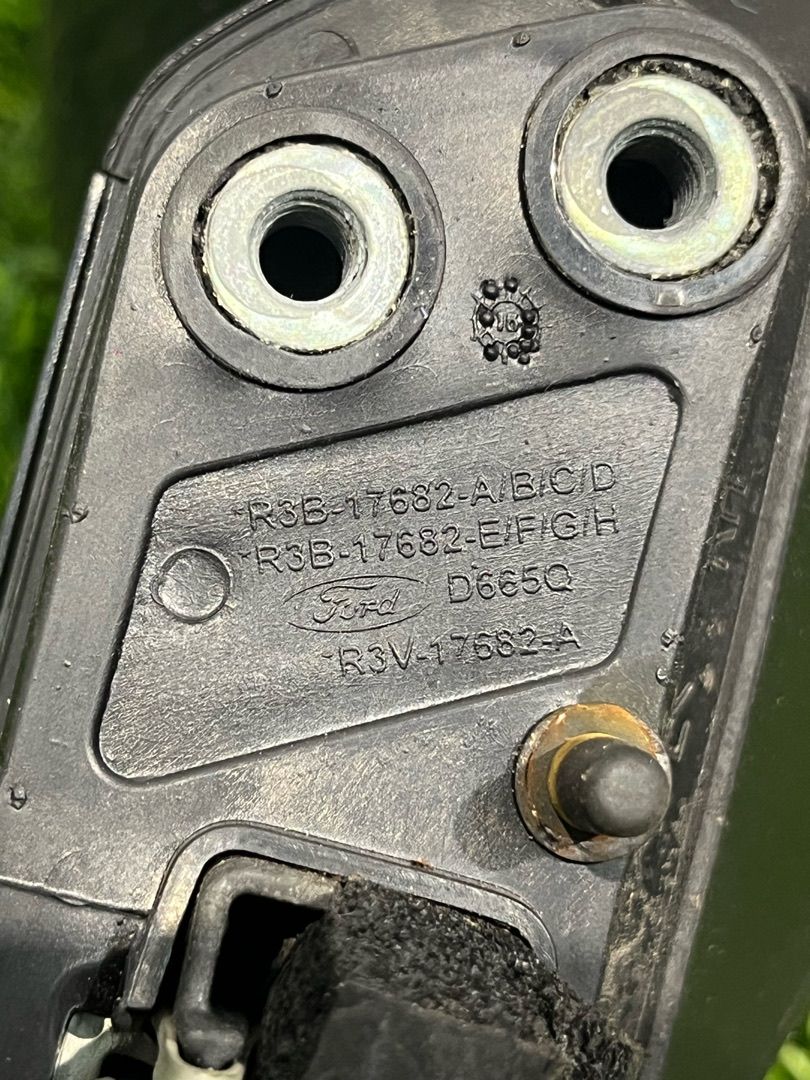 *R3B-17682-A/B/C/D
*R3B-17682-E/F/G/H
Ford D665Q
*R3V-17682-A